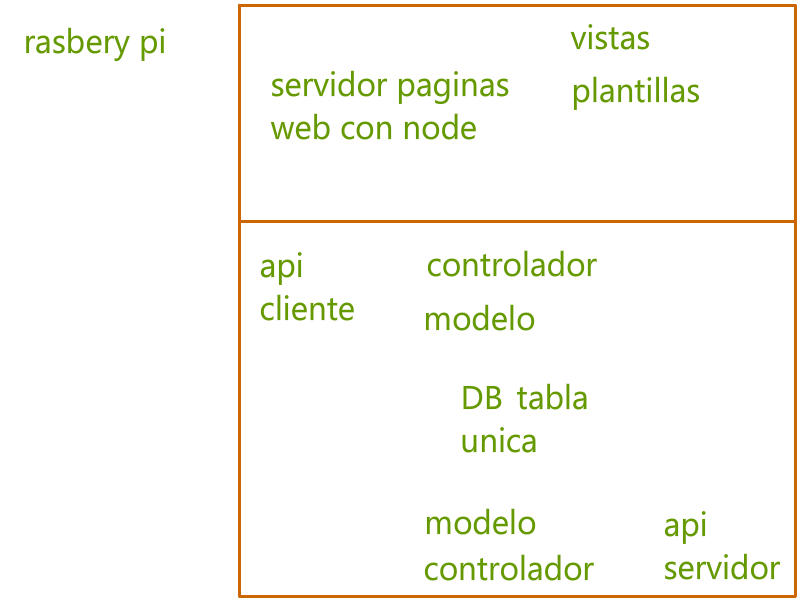 rasbery pi
vistas
servidor paginas
web con node
plantillas
api
cliente
controlador
modelo
DB tabla
unica
modelo
controlador
api
servidor